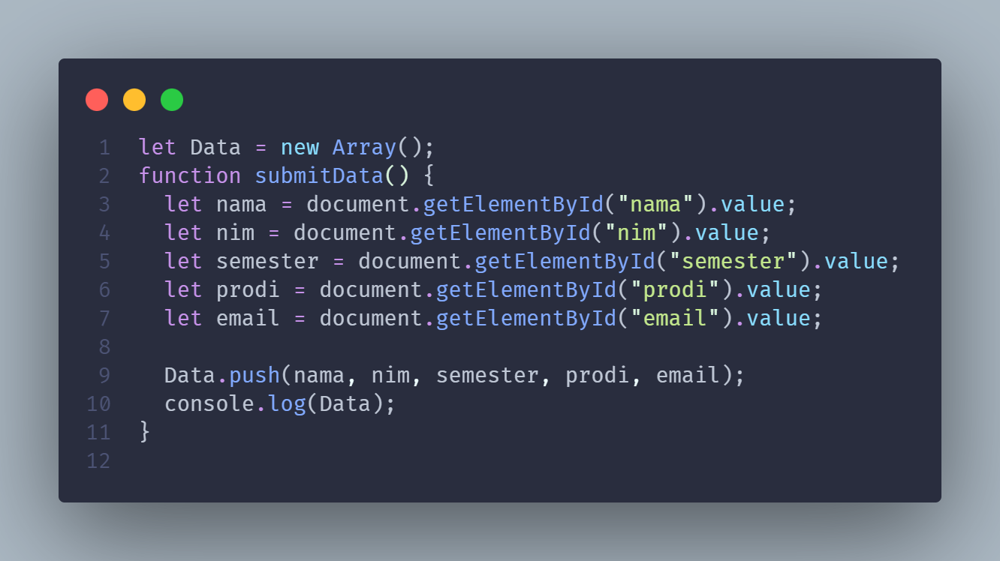 1 let Data = new Array();
2 function submitData() {
3   let nama = document.getElementById("nama").value;
4   let nim = document.getElementById("nim").value;
5   let semester = document.getElementById("semester").value;
6   let prodi = document.getElementById("prodi").value;
7   let email = document.getElementById("email").value;
8
9   Data.push(nama, nim, semester, prodi, email);
10   console.log(Data);
11 }
12